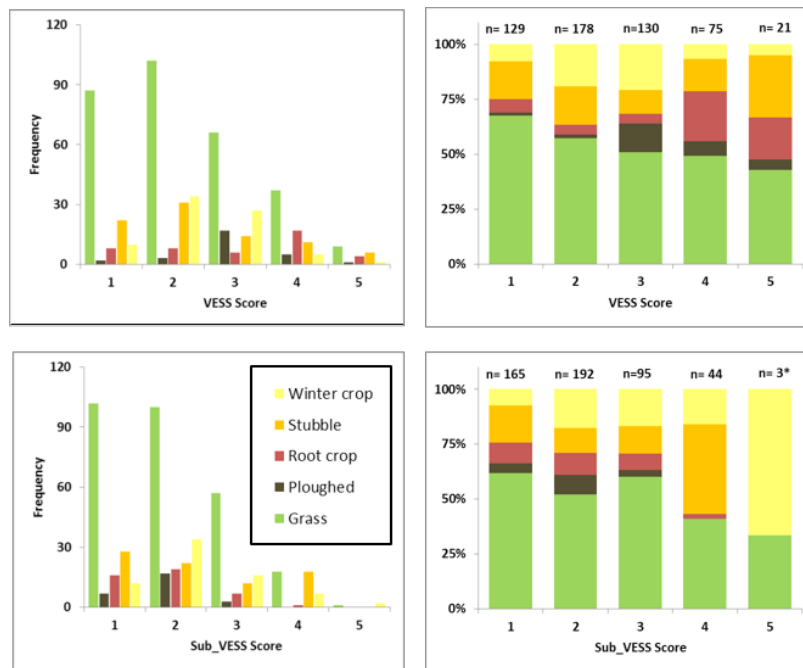 120
90
60
30
0
Frequency
1 2 3 4 5
VESS Score
n= 129 n= 178 n=130 n= 75 n= 21
100%
75%
50%
25%
0%
1 2 3 4 5
VESS Score
120
90
60
30
0
Frequency
Winter crop
Stubble
Root crop
Ploughed
Grass
1 2 3 4 5
Sub_VESS Score
n= 165 n= 192 n=95 n= 44 n= 3*
100%
75%
50%
25%
0%
1 2 3 4 5
Sub_VESS Score